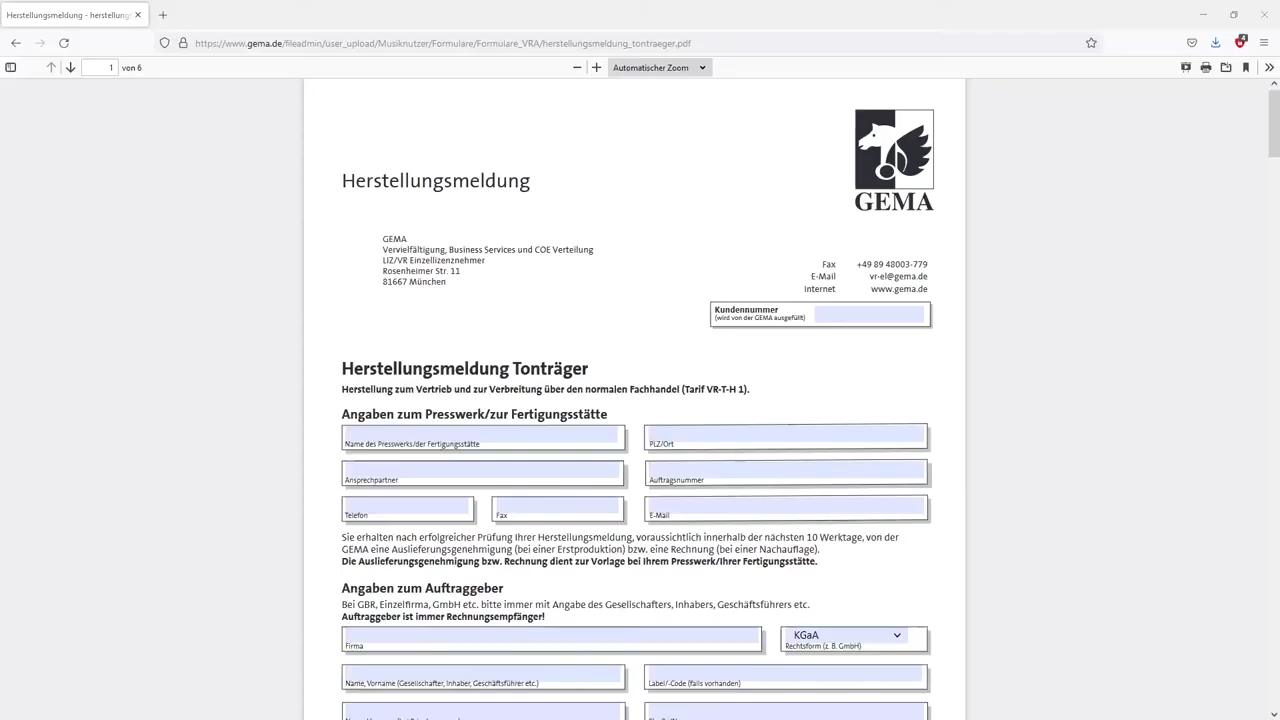 Herstellungsmeldung - herstellung
https://www.gema.de/fileadmin/user_upload/Musiknutzer/Formulare/Formulare_VRA/herstellungsmeldung_tontraeger.pdf
4
1 von 6
Automatischer Zoom
GEMA
Herstellungsmeldung
GEMA
Vervielfältigung, Business Services und COE Verteilung
LIZ/VR Einzellizenznehmer
Rosenheimer Str. 11
81667 München
Fax +49 89 48003-779
E-Mail vr-el@gema.de
Internet www.gema.de
Kundennummer
(wird von der GEMA ausgefüllt)
Herstellungsmeldung Tonträger
Herstellung zum Vertrieb und zur Verbreitung über den normalen Fachhandel (Tarif VR-T-H 1).
Angaben zum Presswerk/zur Fertigungsstätte
Name des Presswerks/der Fertigungsstätte PLZ/Ort
Ansprechpartner Auftragsnummer
Telefon Fax E-Mail
Sie erhalten nach erfolgreicher Prüfung Ihrer Herstellungsmeldung, voraussichtlich innerhalb der nächsten 10 Werktage, von der
GEMA eine Auslieferungsgenehmigung (bei einer Erstproduktion) bzw. eine Rechnung (bei einer Nachauflage).
Die Auslieferungsgenehmigung bzw. Rechnung dient zur Vorlage bei Ihrem Presswerk/Ihrer Fertigungsstätte.
Angaben zum Auftraggeber
Bei GBR, Einzelfirma, GmbH etc. bitte immer mit Angabe des Gesellschafters, Inhabers, Geschäftsführers etc.
Auftraggeber ist immer Rechnungsempfänger!
KGaA
Firma Rechtsform (z. B. GmbH)
Name, Vorname (Gesellschafter, Inhaber, Geschäftsführer etc.) Label/-Code (falls vorhanden)